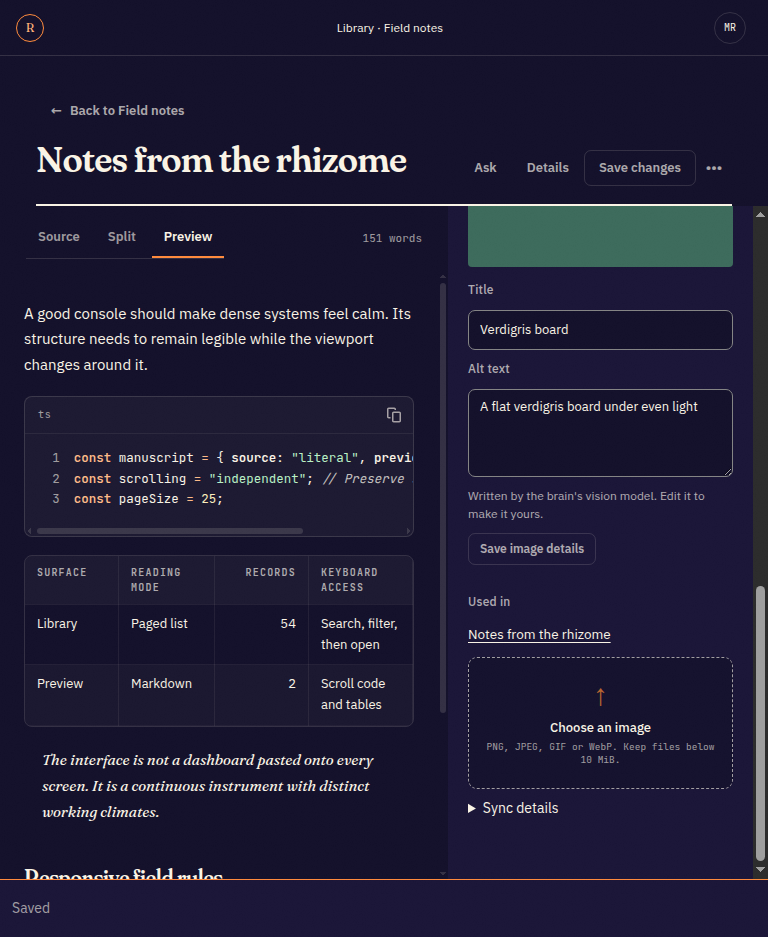 R
Library · Field notes
MR
← Back to Field notes
Notes from the rhizome
Ask
Details
Save changes
•••
Source
Split
Preview
151 words
A good console should make dense systems feel calm. Its
structure needs to remain legible while the viewport
changes around it.
ts
1 const manuscript = { source: "literal", previ
2 const scrolling = "independent"; // Preserve
3 const pageSize = 25;
SURFACE
READING
MODE
RECORDS
KEYBOARD
ACCESS
Library
Paged list
54
Search, filter,
then open
Preview
Markdown
2
Scroll code
and tables
The interface is not a dashboard pasted onto every
screen. It is a continuous instrument with distinct
working climates.
Responsive field rules
Title
Verdigris board
Alt text
A flat verdigris board under even light
Written by the brain's vision model. Edit it to
make it yours.
Save image details
Used in
Notes from the rhizome
↑
Choose an image
PNG, JPEG, GIF or WebP. Keep files below
10 MiB.
▶ Sync details
Saved